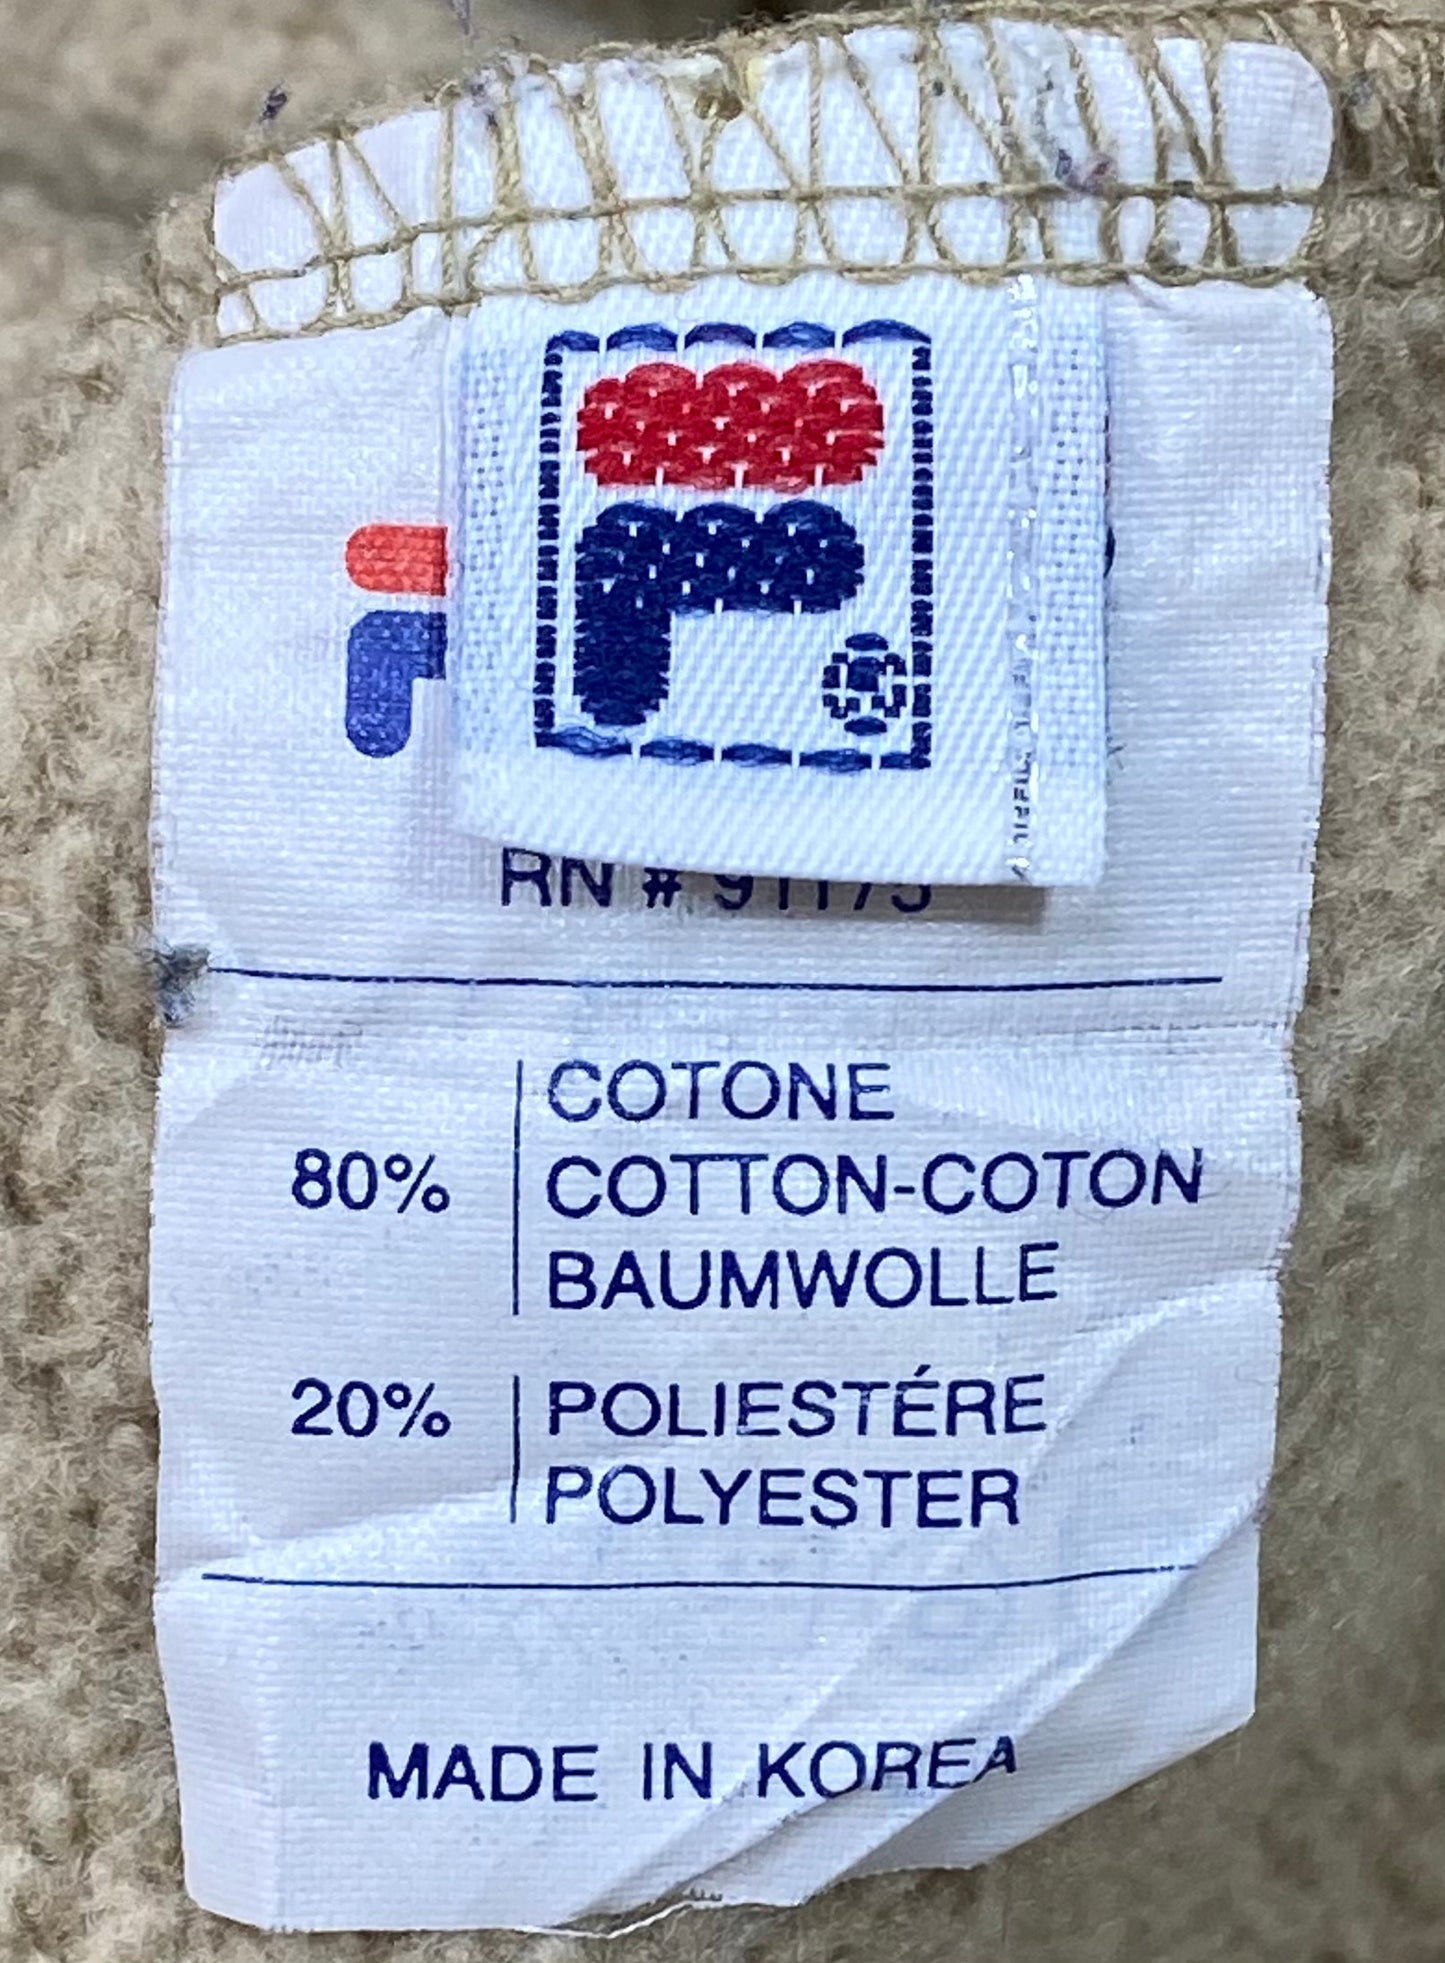 RN # 91175
COTONE
80% COTTON-COTON
BAUMWOLLE
20% POLIESTÉRE
POLYESTER
MADE IN KOREA